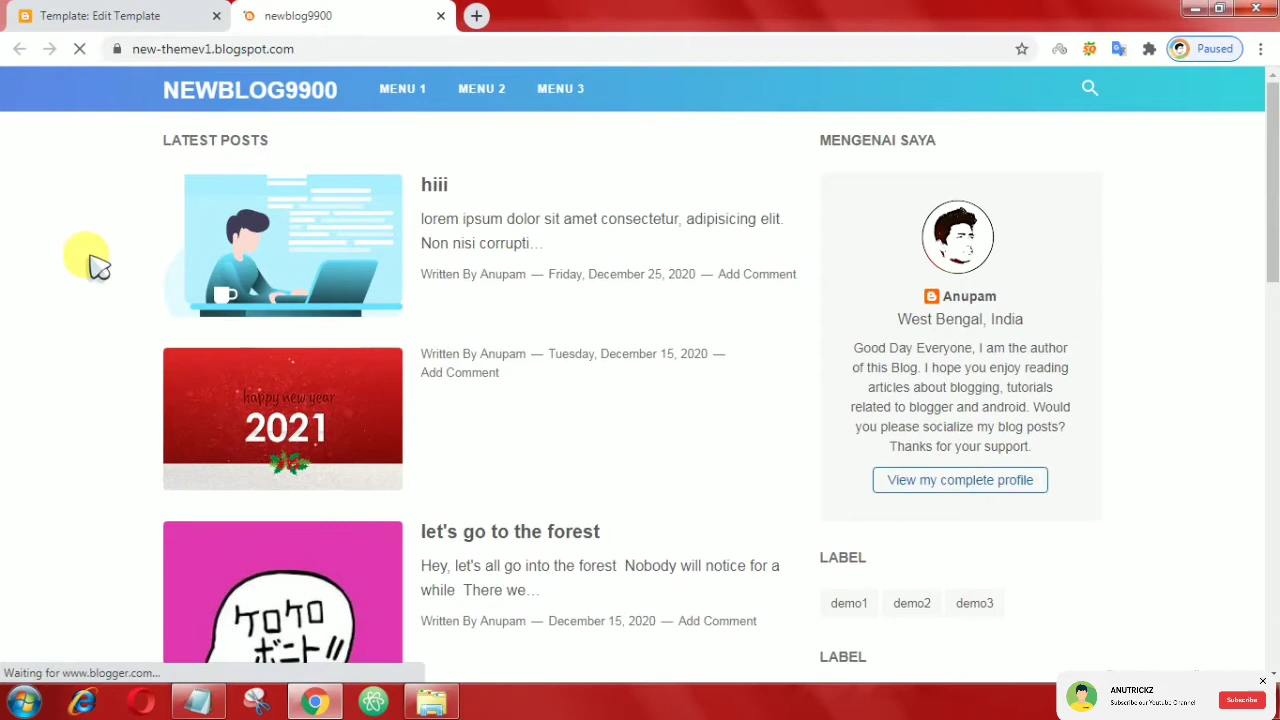 Template: Edit Template
newblog9900
new-themev1.blogspot.com
Paused
NEWBLOG9900
MENU 1
MENU 2
MENU 3
LATEST POSTS
hiii
lorem ipsum dolor sit amet consectetur, adipisicing elit.
Non nisi corrupti...
Written By Anupam — Friday, December 25, 2020 — Add Comment
happy new year
2021
Written By Anupam — Tuesday, December 15, 2020 —
Add Comment
let's go to the forest
Hey, let's all go into the forest  Nobody will notice for a
while  There we...
Written By Anupam — December 15, 2020 — Add Comment
ケロケロ
ボニト!!
MENGENAI SAYA
Anupam
West Bengal, India
Good Day Everyone, I am the author
of this Blog. I hope you enjoy reading
articles about blogging, tutorials
related to blogger and android. Would
you please socialize my blog posts?
Thanks for your support.
View my complete profile
LABEL
demo1
demo2
demo3
LABEL
Waiting for www.blogger.com...
ANUTRICKZ
Subscribe our Youtube Channel
Subscribe